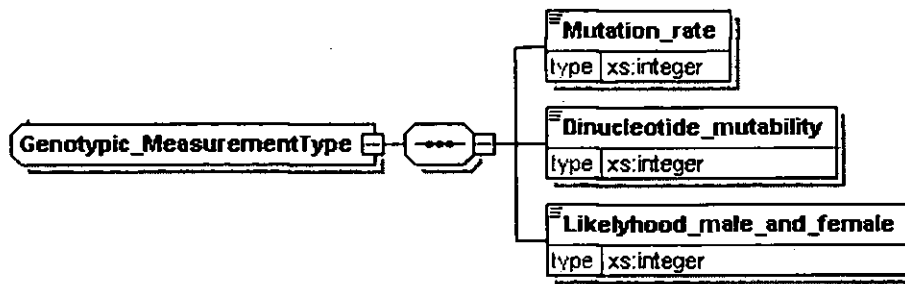 Mutation_rate
type xs:integer
Genotypic_MeasurementType
Dinucleotide_mutability
type xs:integer
Likelyhood_male_and_female
type xs:integer